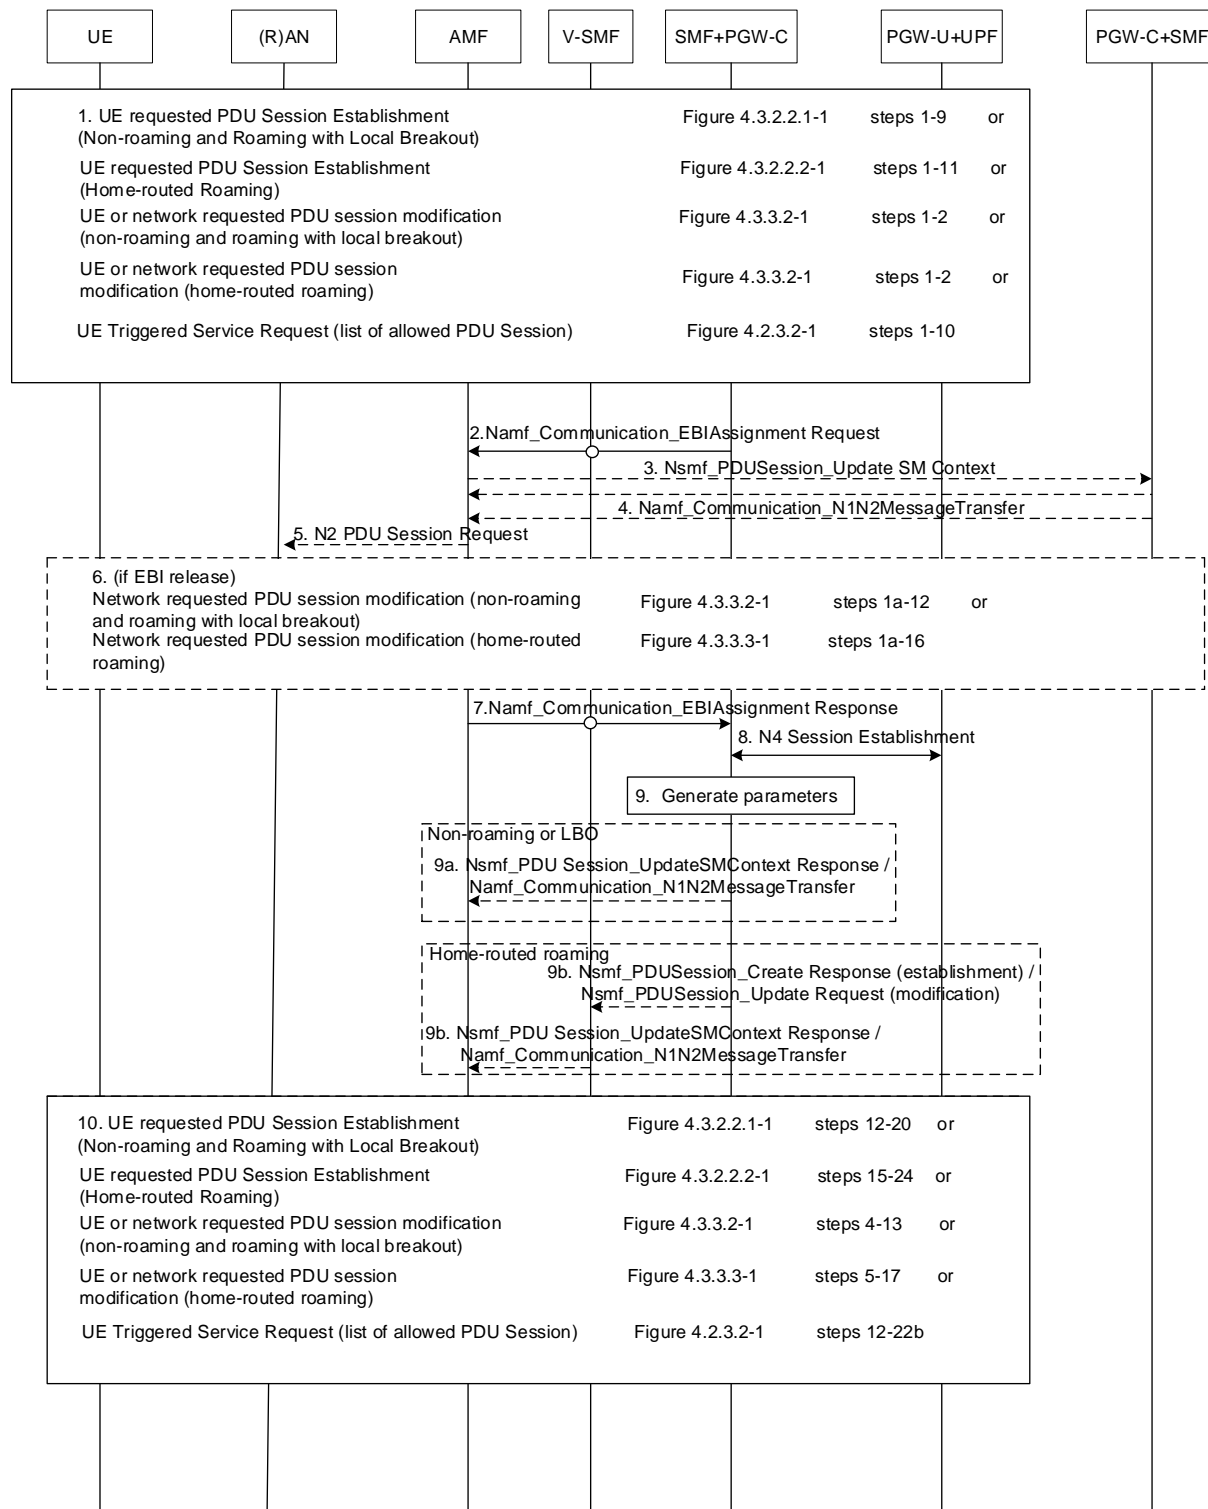 UE
(R)AN
AMF
V-SMF
SMF+PGW-C
PGW-U+UPF
PGW-C+SMF
1. UE requested PDU Session Establishment Figure 4.3.2.2.1-1 steps 1-9 or
(Non-roaming and Roaming with Local Breakout)
UE requested PDU Session Establishment Figure 4.3.2.2.2-1 steps 1-11 or
(Home-routed Roaming)
UE or network requested PDU session modification Figure 4.3.3.2-1 steps 1-2 or
(non-roaming and roaming with local breakout)
UE or network requested PDU session
modification (home-routed roaming) Figure 4.3.3.2-1 steps 1-2 or
UE Triggered Service Request (list of allowed PDU Session) Figure 4.2.3.2-1 steps 1-10
2.Namf_Communication_EBIAssignment Request
3. Nsmf_PDUSession_Update SM Context
4. Namf_Communication_N1N2MessageTransfer
5. N2 PDU Session Request
6. (if EBI release)
Network requested PDU session modification (non-roaming Figure 4.3.3.2-1 steps 1a-12 or
and roaming with local breakout)
Network requested PDU session modification (home-routed Figure 4.3.3.3-1 steps 1a-16
roaming)
7.Namf_Communication_EBIAssignment Response
8. N4 Session Establishment
9. Generate parameters
Non-roaming or LBO
9a. Nsmf_PDU Session_UpdateSMContext Response /
Namf_Communication_N1N2MessageTransfer
Home-routed roaming
9b. Nsmf_PDUSession_Create Response (establishment) /
Nsmf_PDUSession_Update Request (modification)
9b. Nsmf_PDU Session_UpdateSMContext Response /
Namf_Communication_N1N2MessageTransfer
10. UE requested PDU Session Establishment Figure 4.3.2.2.1-1 steps 12-20 or
(Non-roaming and Roaming with Local Breakout)
UE requested PDU Session Establishment Figure 4.3.2.2.2-1 steps 15-24 or
(Home-routed Roaming)
UE or network requested PDU session modification Figure 4.3.3.2-1 steps 4-13 or
(non-roaming and roaming with local breakout)
UE or network requested PDU session Figure 4.3.3.3-1 steps 5-17 or
modification (home-routed roaming)
UE Triggered Service Request (list of allowed PDU Session) Figure 4.2.3.2-1 steps 12-22b